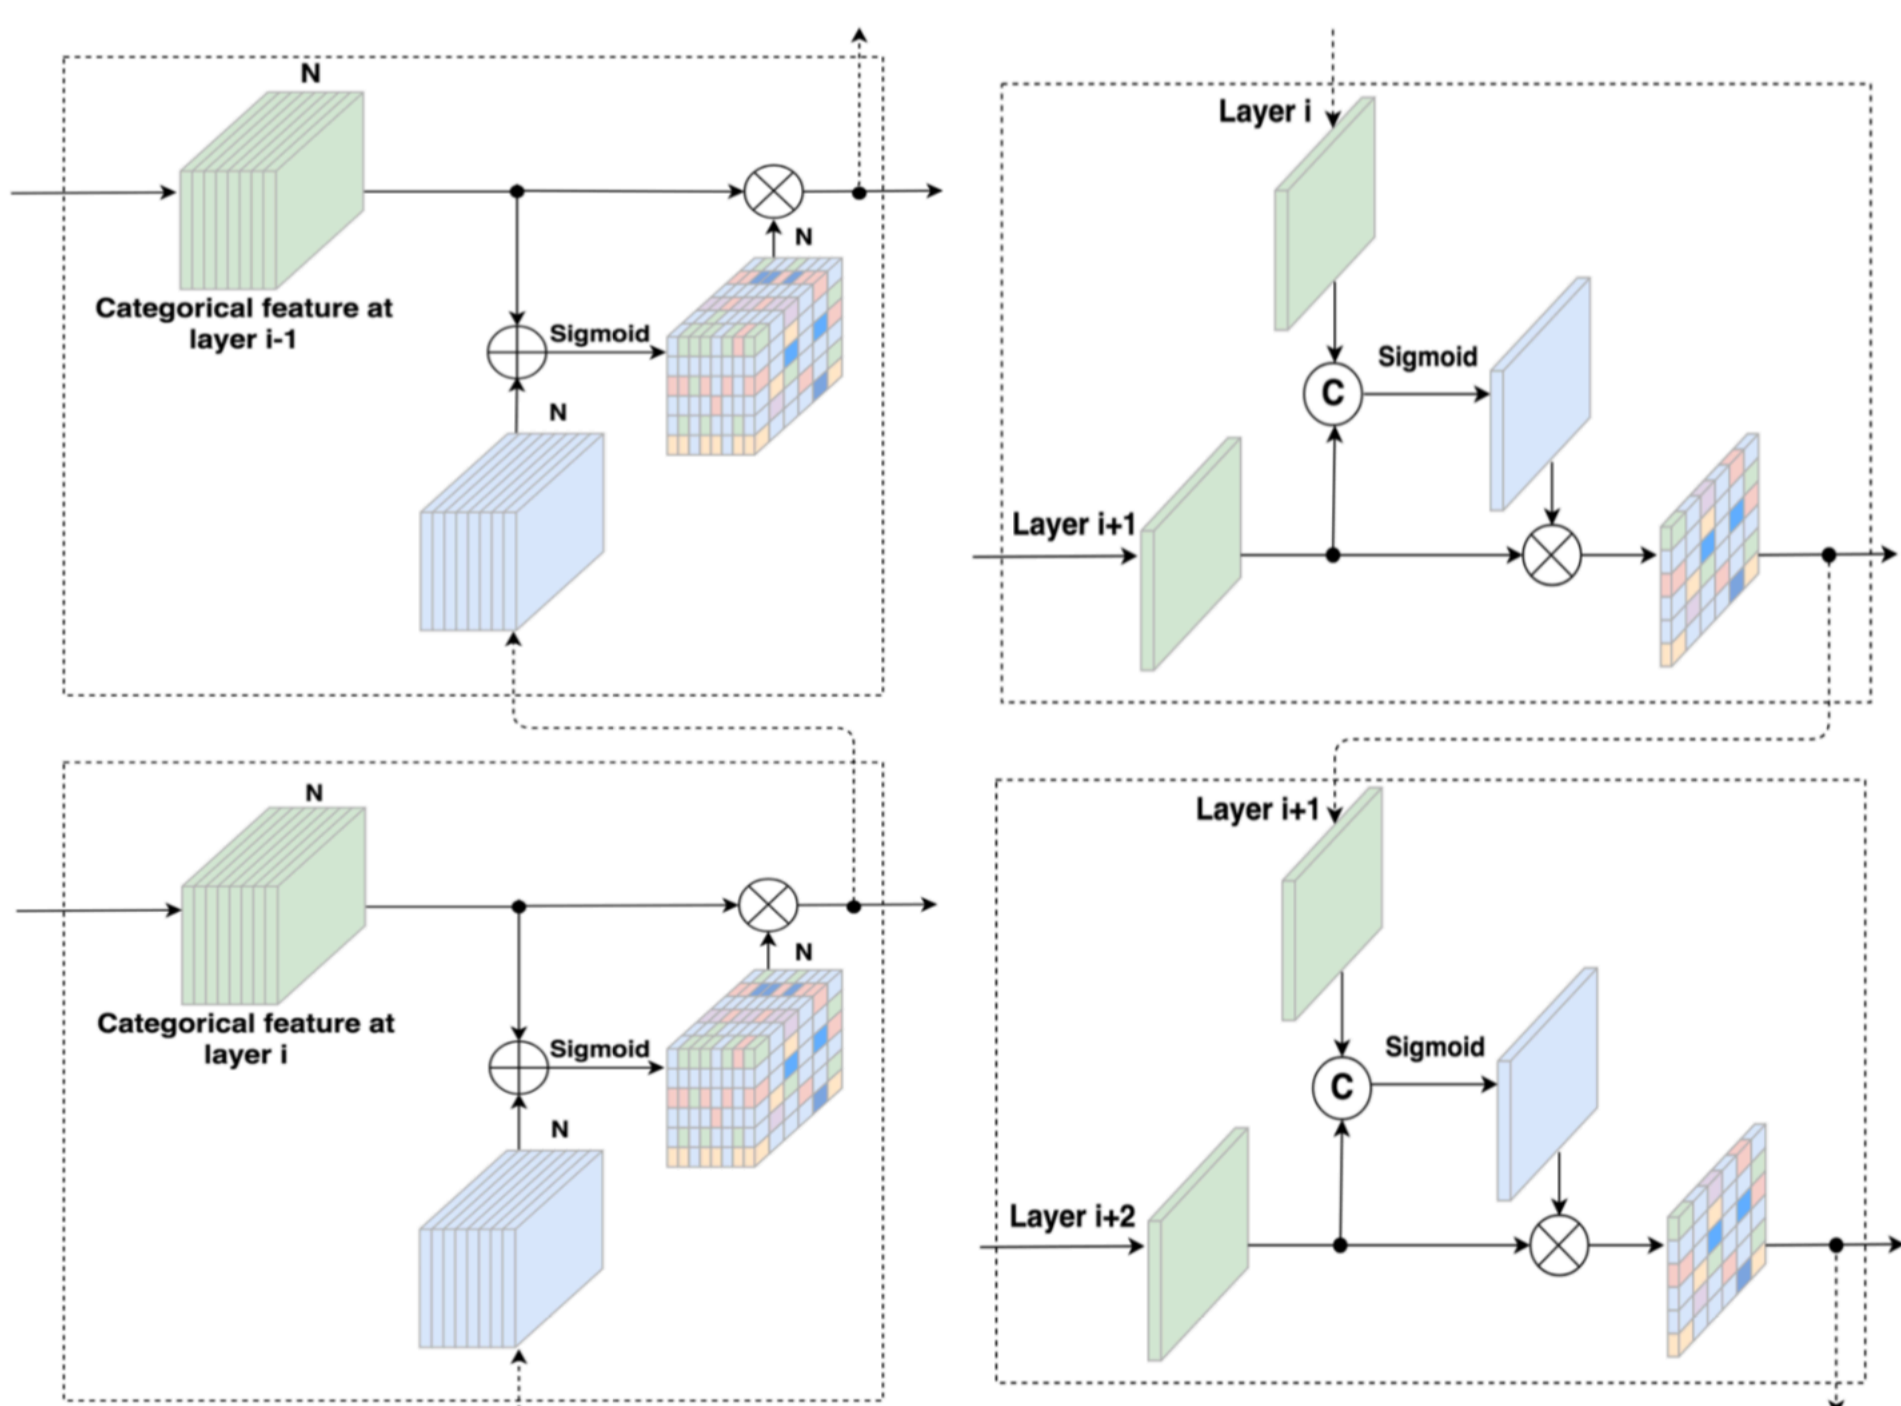 N
Categorical feature at
layer i-1
N
Sigmoid
N
N
Categorical feature at
layer i
N
Sigmoid
N
Layer i
Sigmoid
C
Layer i+1
Layer i+1
Sigmoid
C
Layer i+2